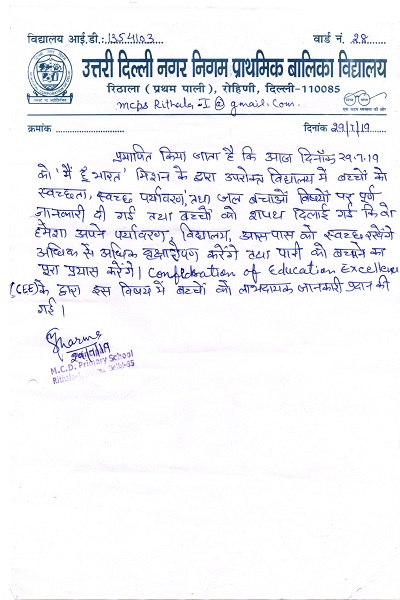 विद्यालय आई.डी.: 1354103 वार्ड नं. 28
उत्तरी दिल्ली नगर निगम प्राथमिक बालिका विद्यालय
रिठाला (प्रथम पाली), रोहिणी, दिल्ली-110085
mcps Rithala-I@gmail.com.
क्रमांक दिनांक 29/7/19
प्रमाणित किया जाता है कि आज दिनाँक 29.7.19
को 'मैं हूँ भारत' मिशन के द्वारा उपरोक्त विद्यालय में बच्चों को
स्वच्छता, स्वच्छ पर्यावरण, तथा जल बचाओ विषयों पर पूर्ण
जानकारी दी गई तथा बच्चों को शपथ दिलाई गई कि वो
हमेशा अपने पर्यावरण, विद्यालय, आसपास को स्वच्छ रखेंगे
अधिक से अधिक वृक्षारोपण करेंगे तथा पानी को बचाने का
पूरा प्रयास करेंगे। Confederation of Education Excellence
(CEE) के द्वारा इस विषय में बच्चों को लाभदायक जानकारी प्रदान की
गई।
Sharma
29/7/19
M.C.D. Primary School